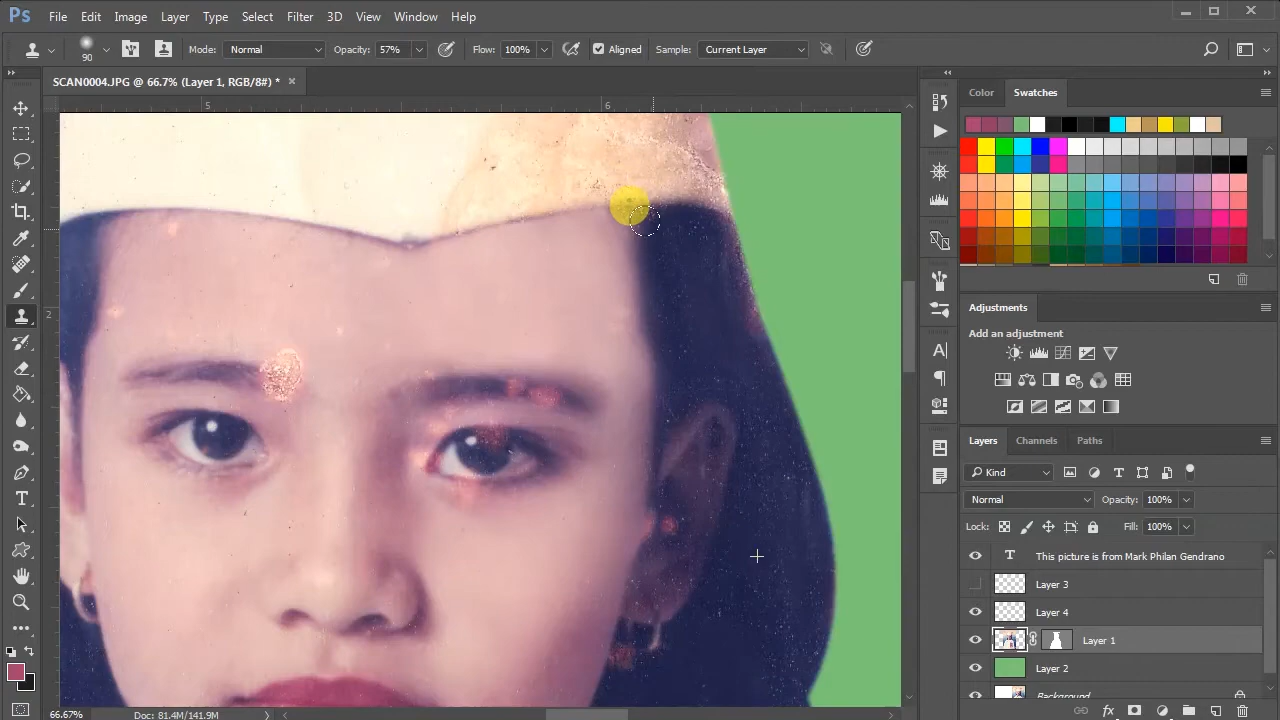 Ps File Edit Image Layer Type Select Filter 3D View Window Help
90 Mode: Normal Opacity: 57% Flow: 100% Aligned Sample: Current Layer
SCAN0004.JPG @ 66.7% (Layer 1, RGB/8#) * ×
5 6
2
Color Swatches
Adjustments
Add an adjustment
Layers Channels Paths
Kind
Normal Opacity: 100%
Lock: Fill: 100%
T This picture is from Mark Philan Gendrano
Layer 3
Layer 4
Layer 1
Layer 2
Background
fx
66.67% Doc: 81.4M/141.9M